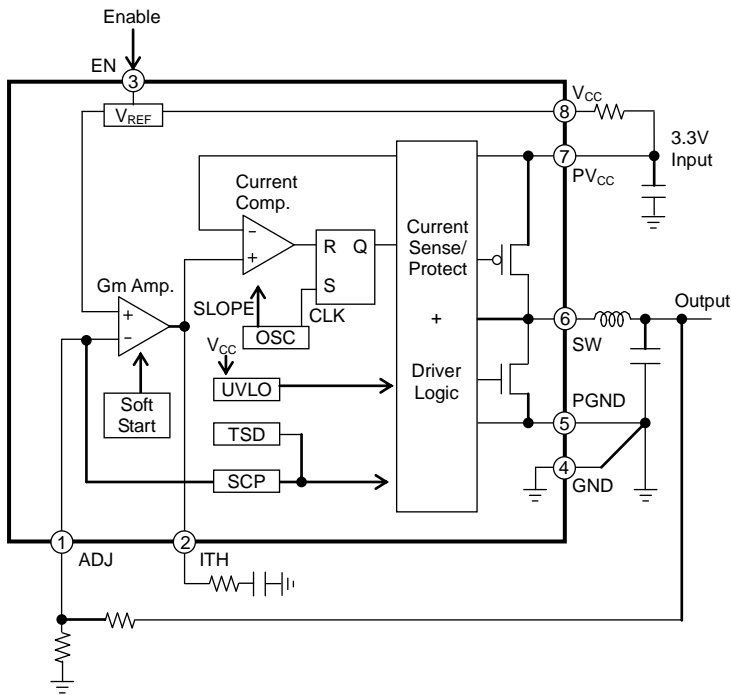 Enable
EN
3
VREF
VCC
8
3.3V
Input
7
PVCC
Current
Comp.
-
+
R Q
S
Current
Sense/
Protect
+
Driver
Logic
Gm Amp.
+
-
SLOPE
OSC
CLK
VCC
UVLO
Soft
Start
TSD
SCP
6
SW
Output
PGND
5
4
GND
1
ADJ
2
ITH